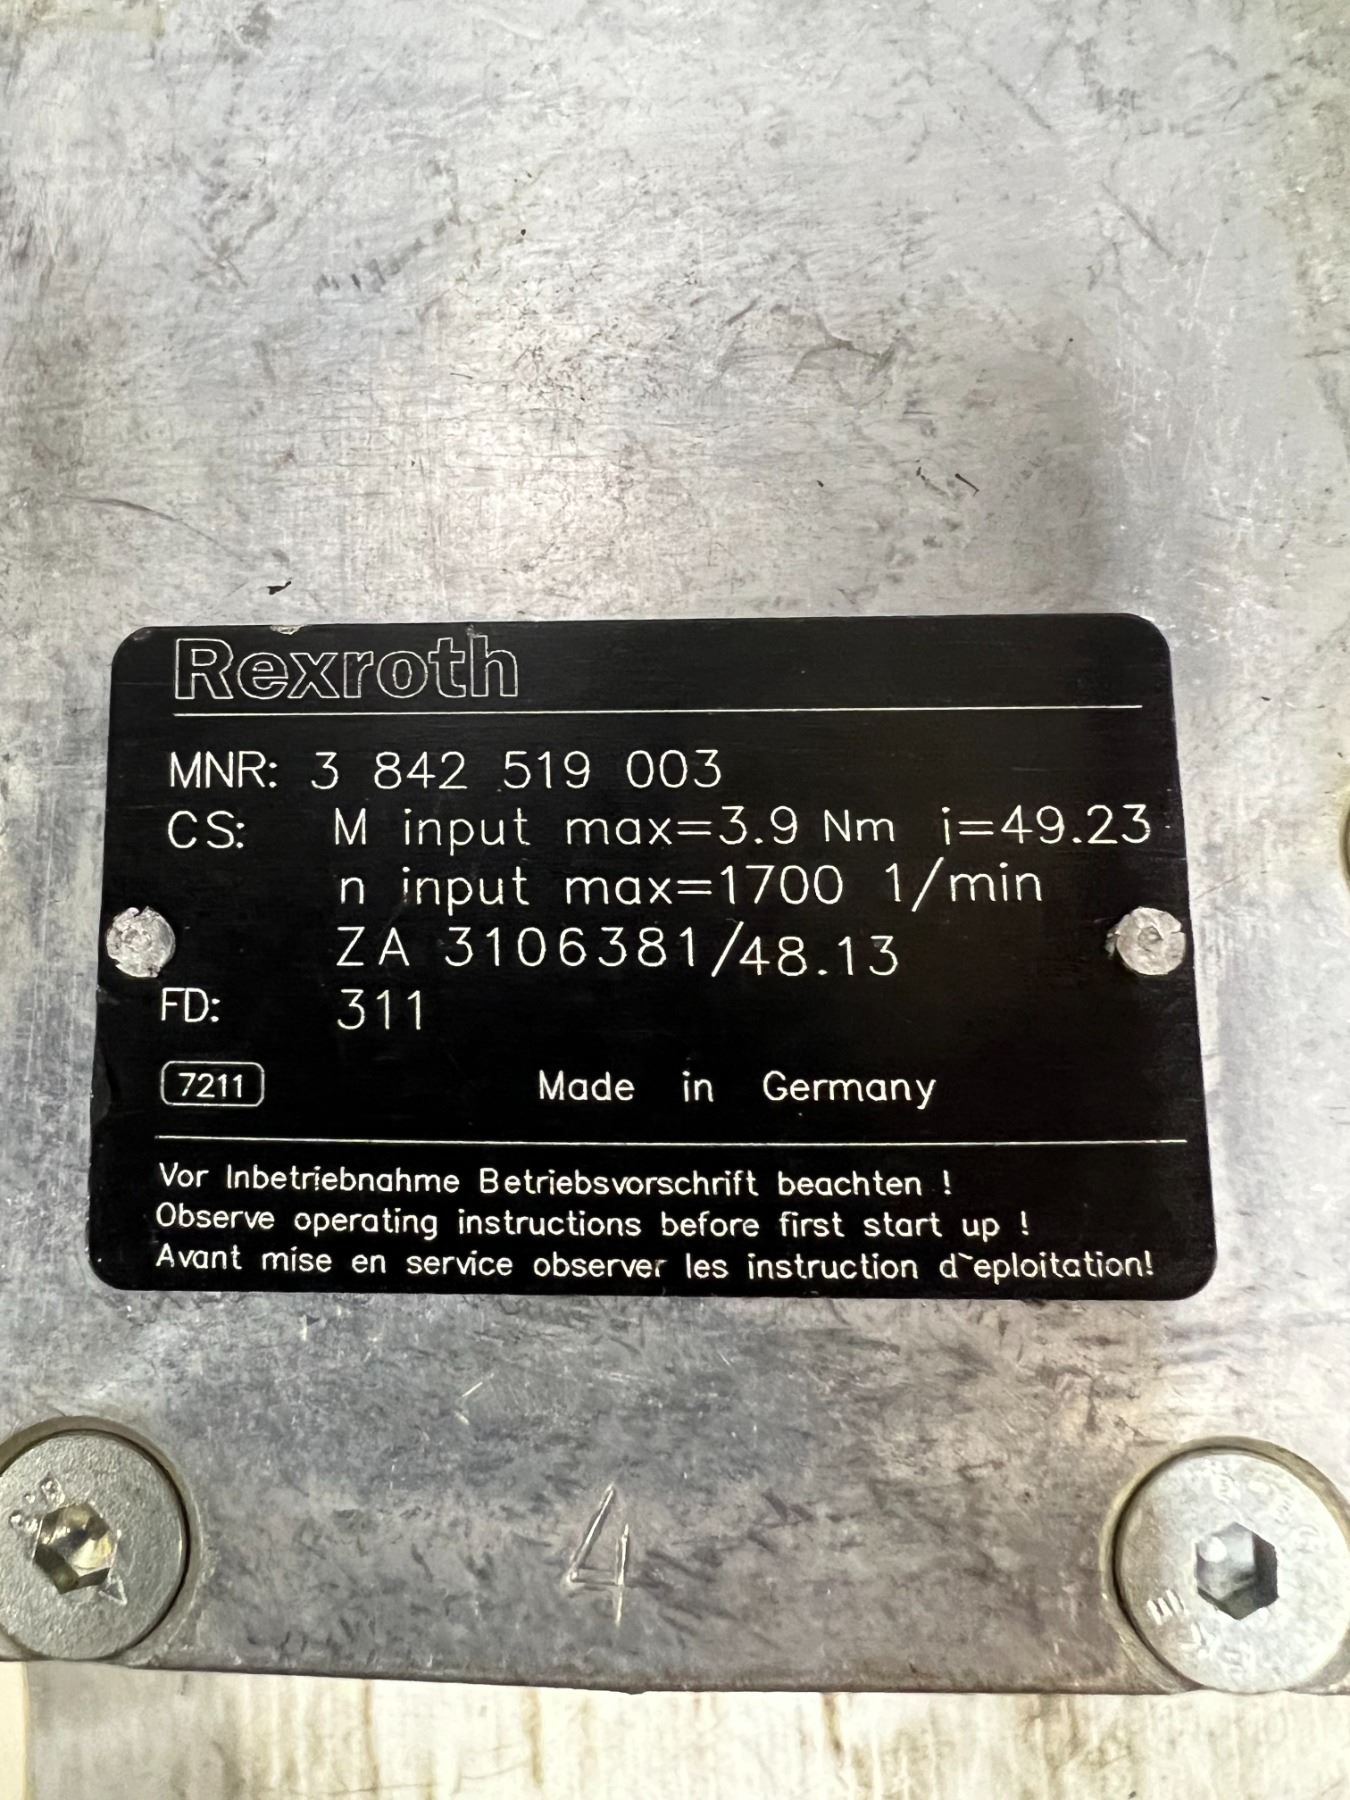 Rexroth
MNR: 3 842 519 003
CS: M input max=3.9 Nm i=49.23
n input max=1700 1/min
ZA 3106381/48.13
FD: 311
7211 Made in Germany
Vor Inbetriebnahme Betriebsvorschrift beachten !
Observe operating instructions before first start up !
Avant mise en service observer les instruction d`eploitation!
4